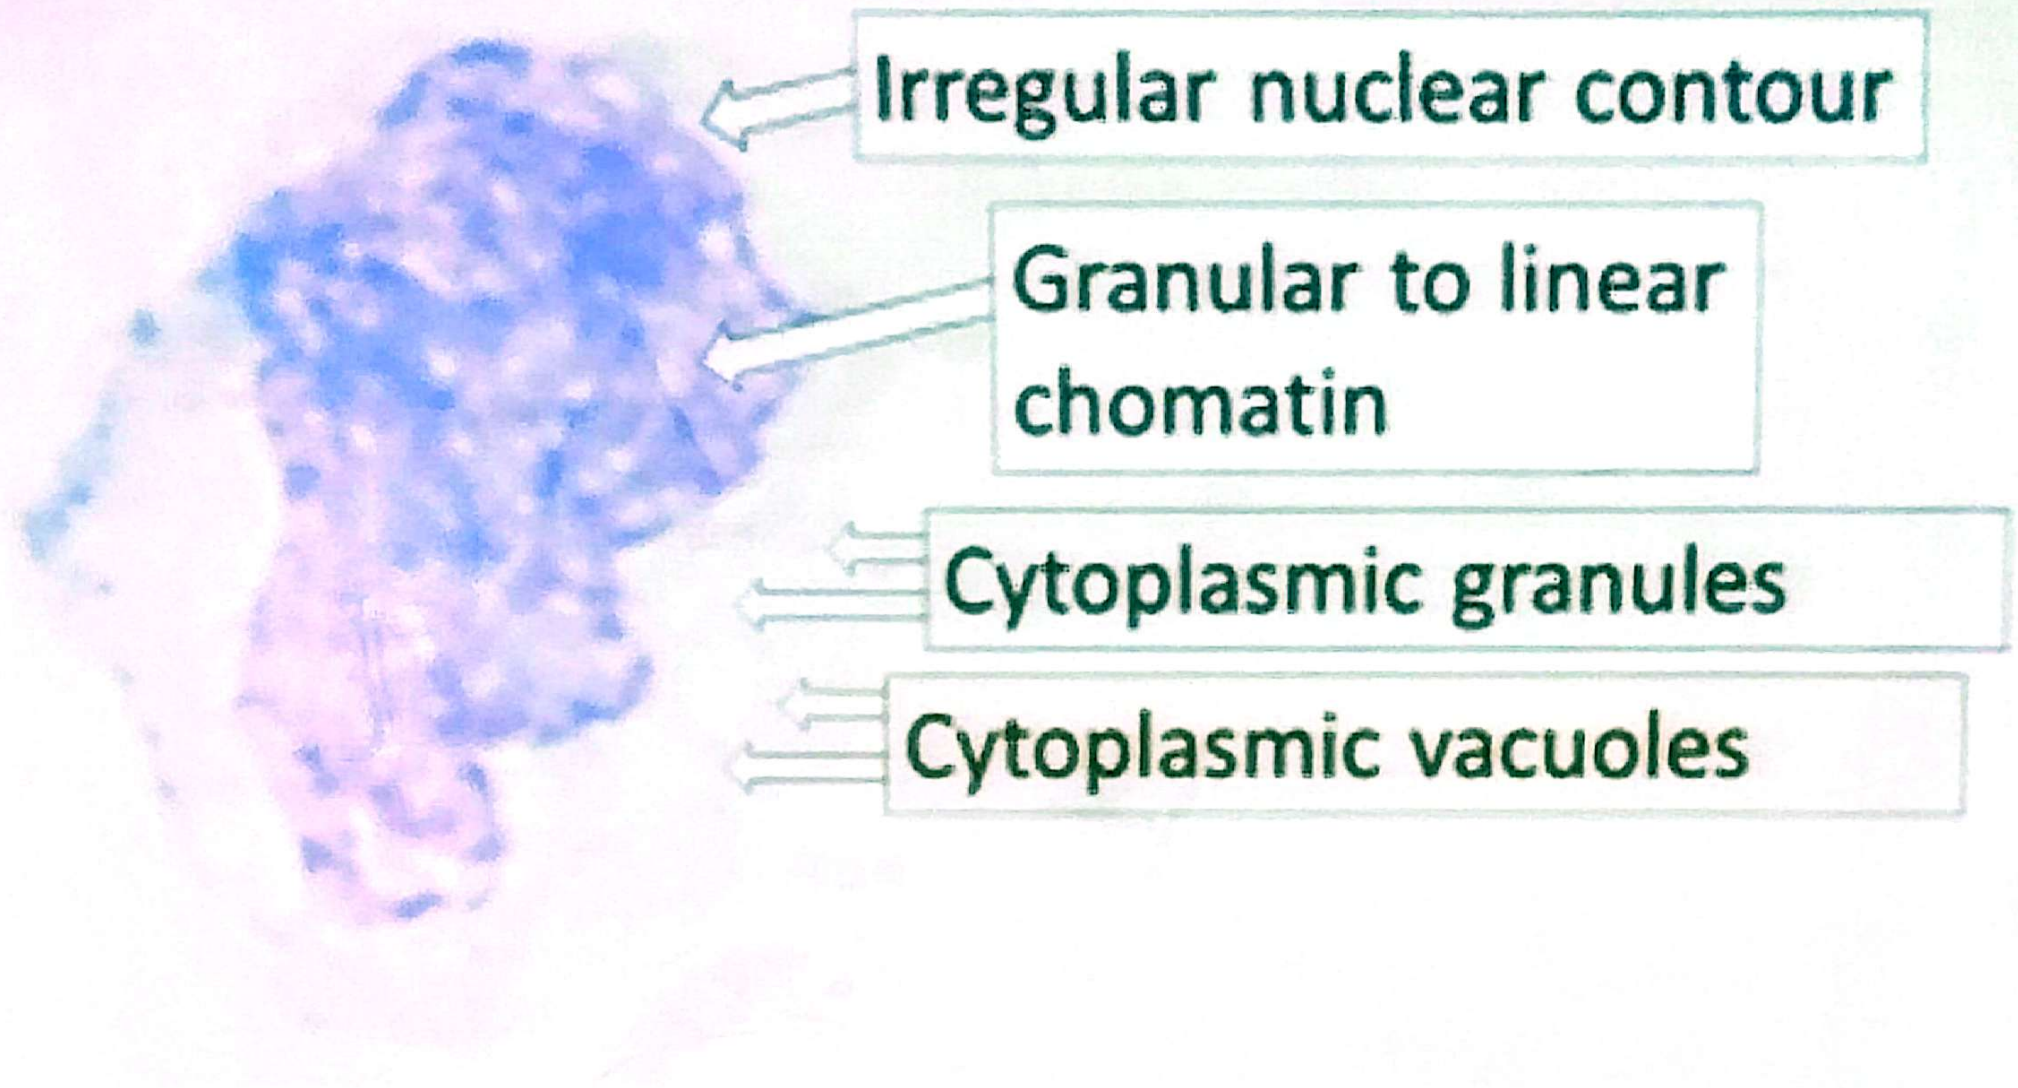 Irregular nuclear contour
Granular to linear
chomatin
Cytoplasmic granules
Cytoplasmic vacuoles